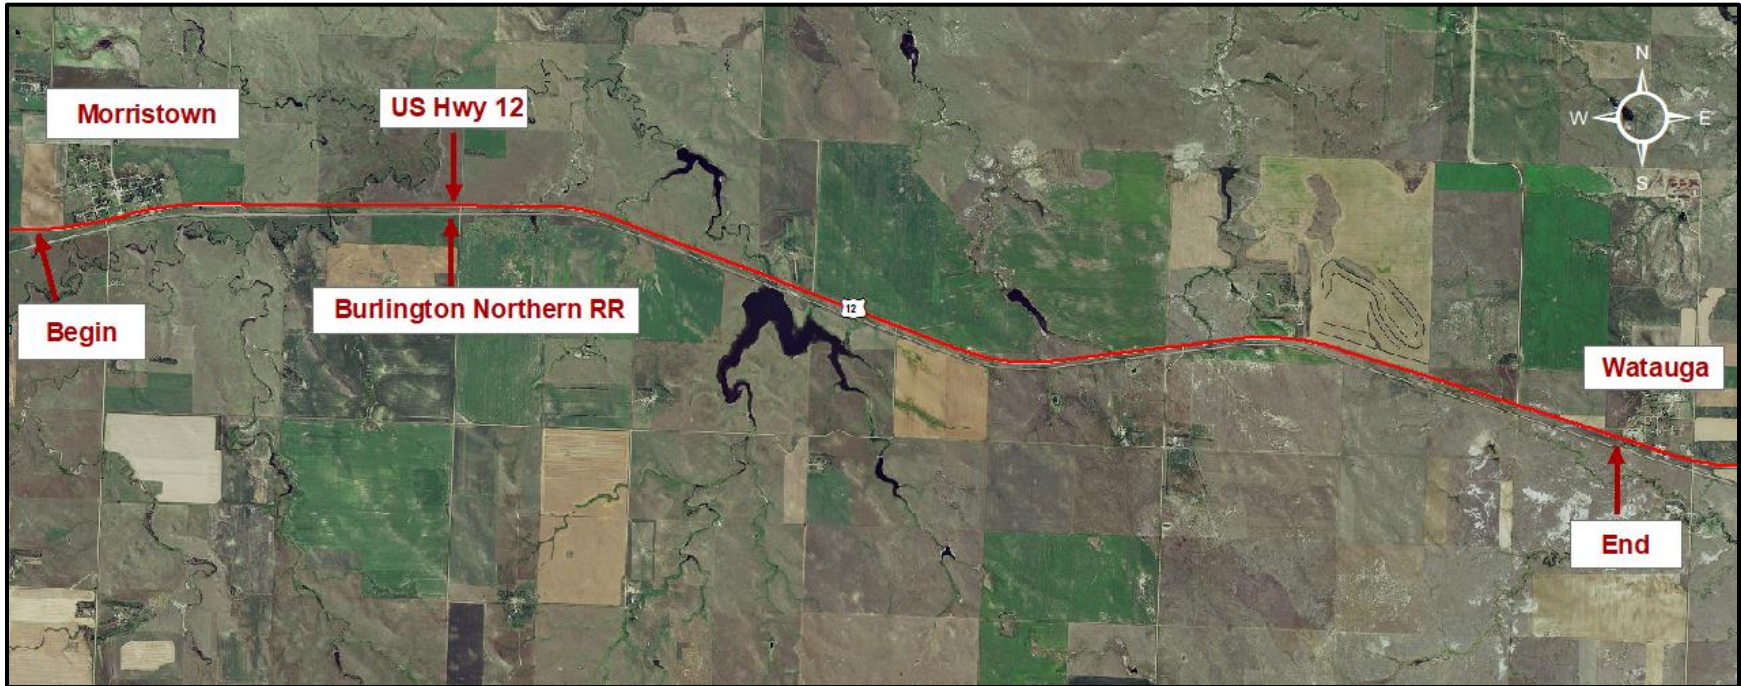 Morristown
US Hwy 12
N
W
E
S
Begin
Burlington Northern RR
12
Watauga
End